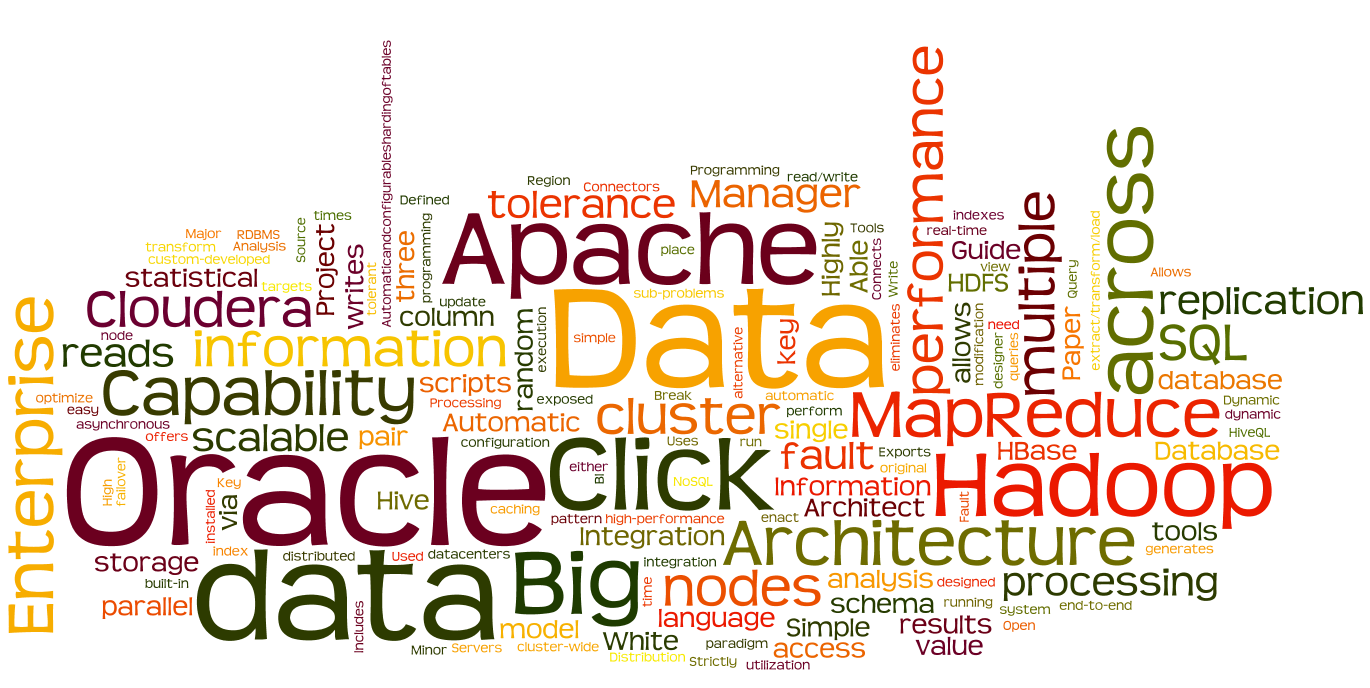 Automaticandconfigurableshardingoftables
performance
across
Programming
read/write
Region
Connectors
Manager
tolerance
Defined
multiple
indexes
real-time
Guide
view
HDFS
Query
extract/transform/load
Allows
times
source
Major
RDBMS
transform
Analysis
custom-developed
Project
writes
tolerant
three
programming
Apache
place
Highly
Able
Tools
Connects
Write
statistical
targets
Cloudera
update
column
sub-problems
Data
simple
replication
Enterprise
node
reads
information
random
execution
alternative
key
eliminates
allows
modification
designer
need
queries
Paper
SQL
database
Capability
scripts
Processing
exposed
Break
automatic
Dynamic
dynamic
HiveQL
optimize
easy
asynchronous
offers
scalable
pair
Automatic
cluster
perform
single
MapReduce
configuration
Uses
run
fault
Exports
original
HBase
Database
Oracle
High
failover
Key
installed
via
index
Hive
caching
either
BI
Click
NoSQL
Information
Architect
Fault
Hadoop
pattern
high-performance
enact
Integration
Architecture
tools
generates
storage
built-in
distributed
Used
datacenters
integration
parallel
data
Big
time
nodes
analysis
designed
processing
Includes
model
language
schema
running
system
end-to-end
Minor
Servers
cluster-wide
White
Simple
results
Open
Distribution
Strictly
paradigm
access
value
utilization